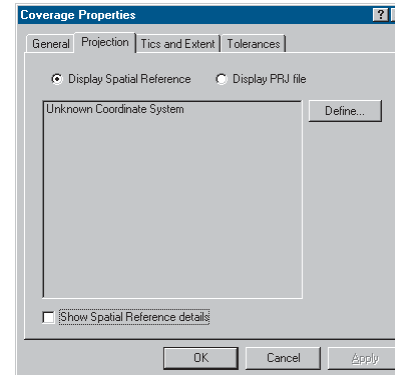 Coverage Properties ?
General Projection Tics and Extent Tolerances
Display Spatial Reference Display PRJ file
Unknown Coordinate System
Define...
Show Spatial Reference details
OK Cancel Apply